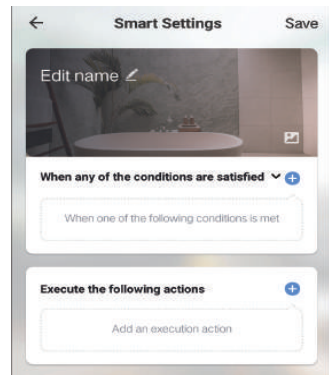 Smart Settings Save
Edit name
When any of the conditions are satisfied
When one of the following conditions is met
Execute the following actions
Add an execution action